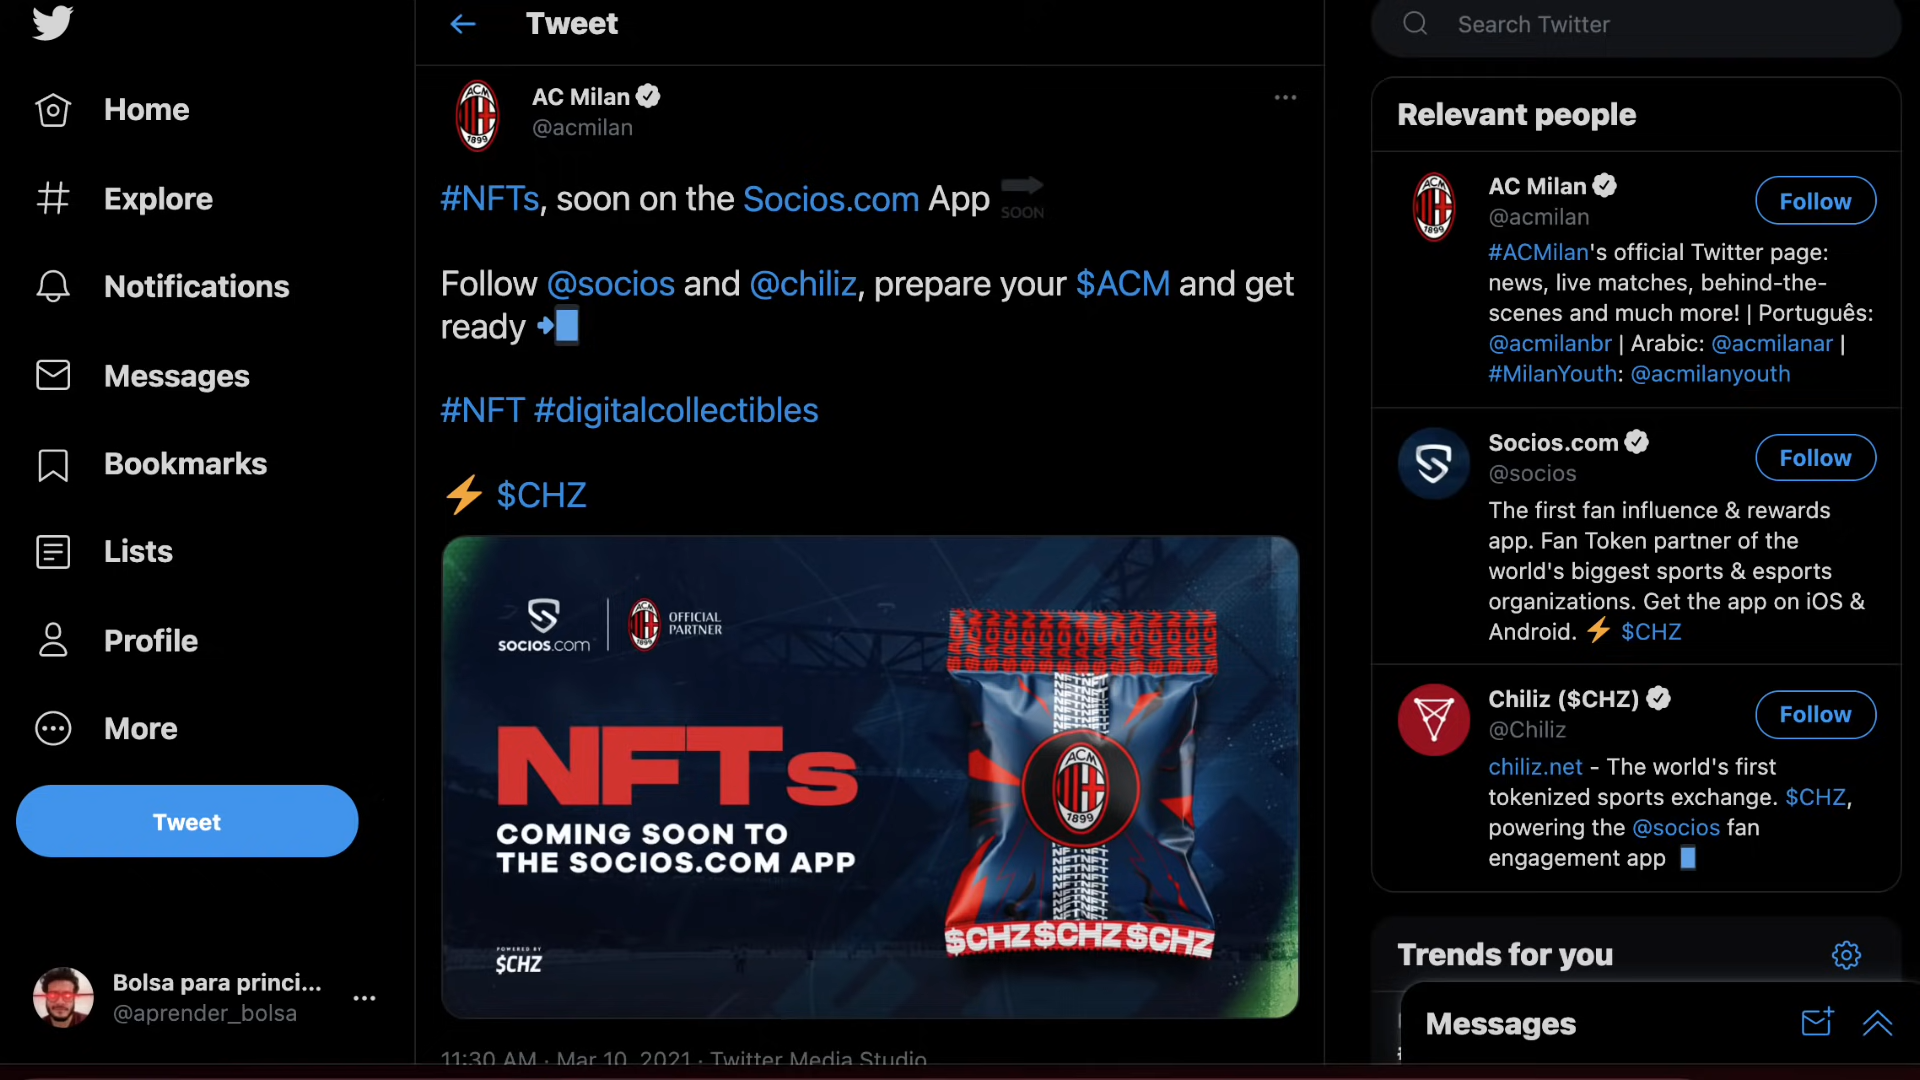 Home
Explore
Notifications
Messages
Bookmarks
Lists
Profile
More
Tweet
Bolsa para princi...
@aprender_bolsa
Tweet
AC Milan
@acmilan
#NFTs, soon on the Socios.com App
SOON
Follow @socios and @chiliz, prepare your $ACM and get
ready
#NFT #digitalcollectibles
⚡ $CHZ
SOCIOS.com
ACM
1899
OFFICIAL
PARTNER
NFTs
COMING SOON TO
THE SOCIOS.COM APP
POWERED BY
$CHZ
ACM
1899
$CHZ $CHZ $CHZ
11:30 AM · Mar 10, 2021 · Twitter Media Studio
Search Twitter
Relevant people
AC Milan
@acmilan
Follow
#ACMilan's official Twitter page:
news, live matches, behind-the-
scenes and much more! | Português:
@acmilanbr | Arabic: @acmilanar |
#MilanYouth: @acmilanyouth
Socios.com
@socios
Follow
The first fan influence & rewards
app. Fan Token partner of the
world's biggest sports & esports
organizations. Get the app on iOS &
Android. ⚡ $CHZ
Chiliz ($CHZ)
@Chiliz
Follow
chiliz.net - The world's first
tokenized sports exchange. $CHZ,
powering the @socios fan
engagement app
Trends for you
Messages